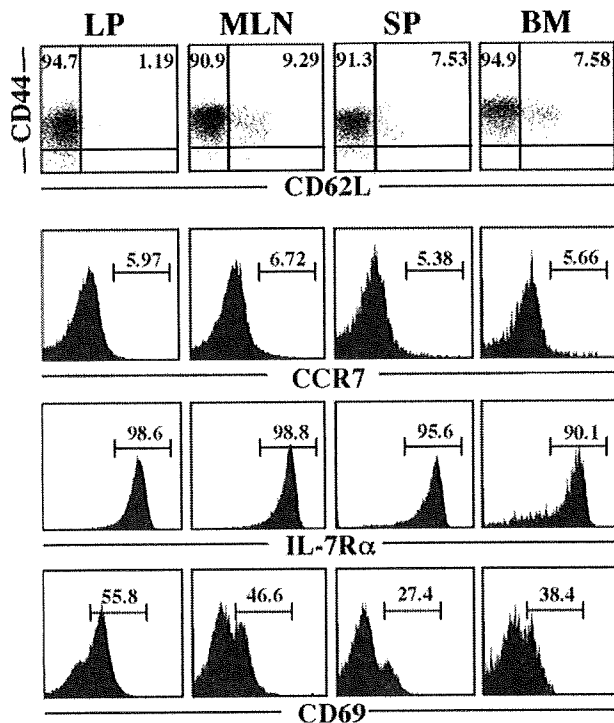 LP MLN SP BM
CD44
94.7 1.19 90.9 9.29 91.3 7.53 94.9 7.58
CD62L
5.97 6.72 5.38 5.66
CCR7
98.6 98.8 95.6 90.1
IL-7Rα
55.8 46.6 27.4 38.4
CD69